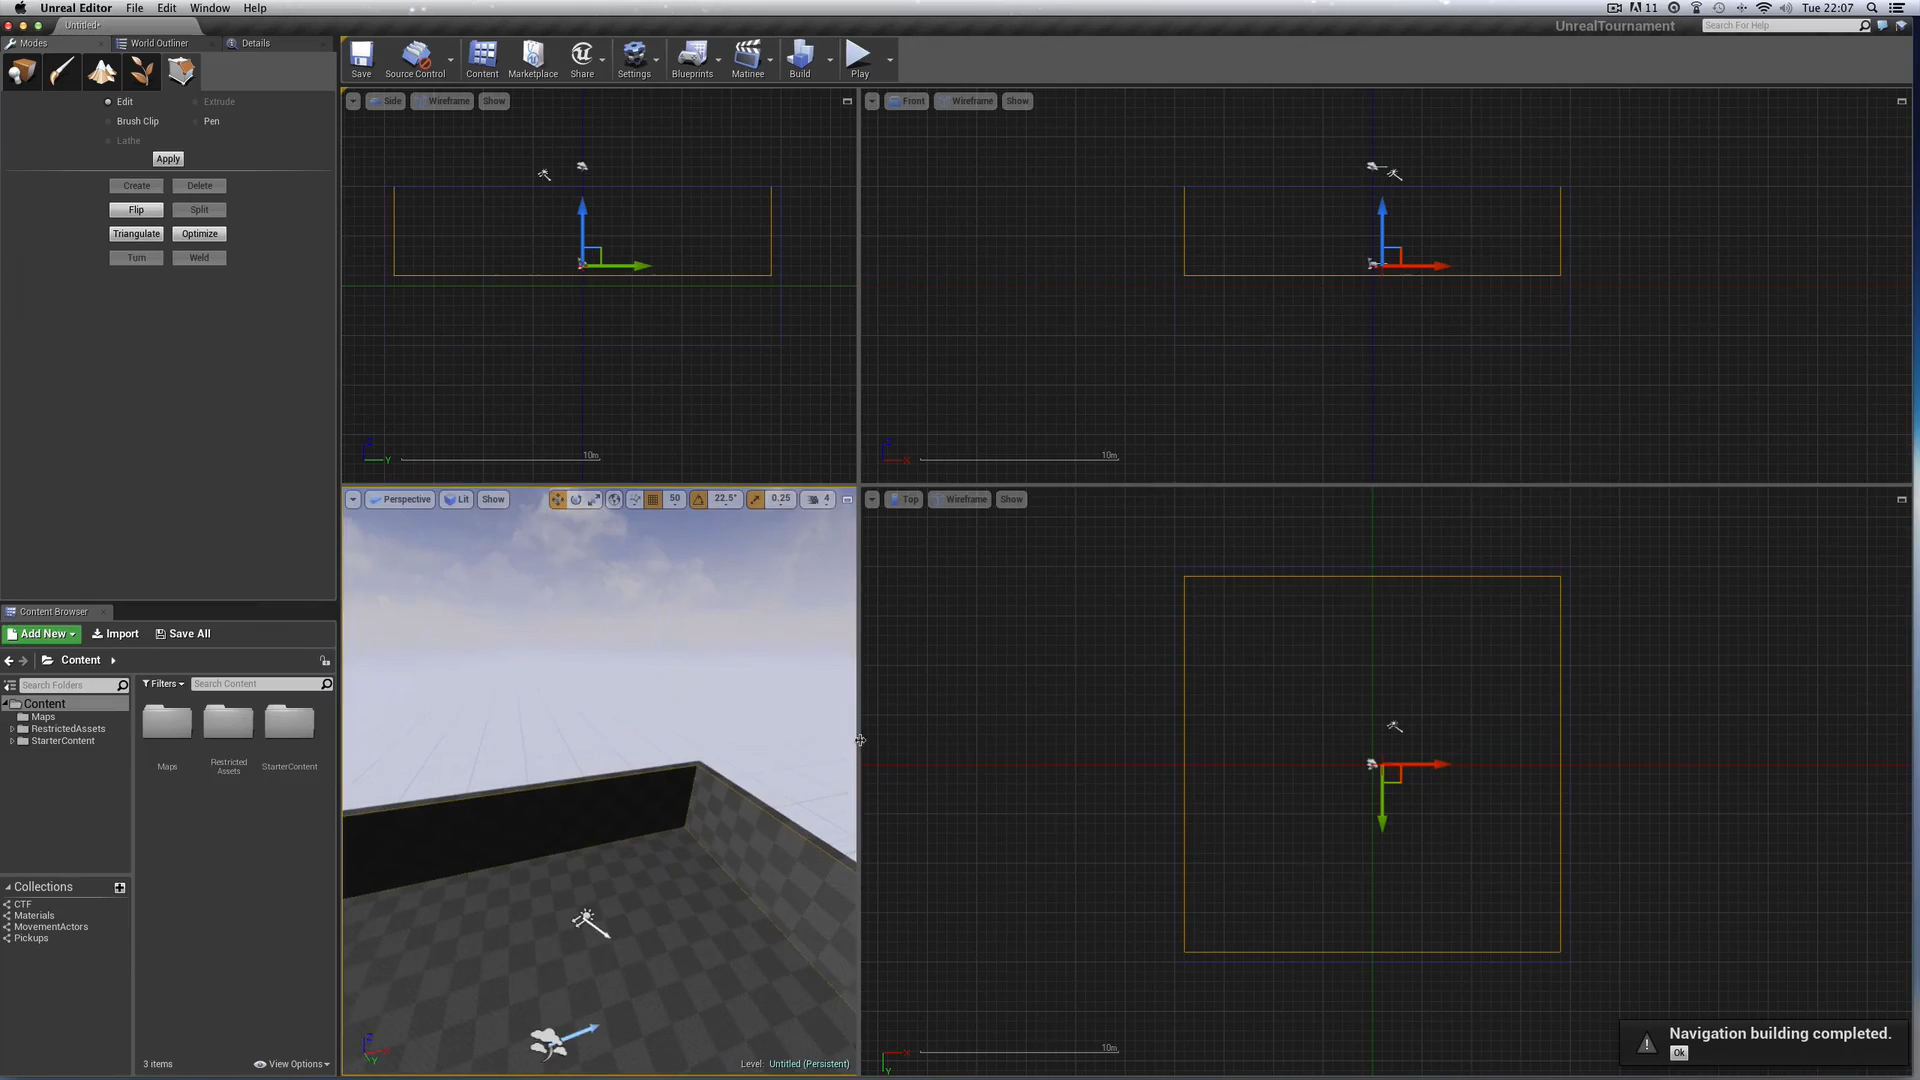 Unreal Editor File Edit Window Help
11 Tue 22:07
Untitled*
UnrealTournament
Search For Help
Modes World Outliner Details
Save Source Control Content Marketplace Share Settings Blueprints Matinee Build Play
Edit Extrude
Brush Clip Pen
Lathe
Apply
Create Delete
Flip Split
Triangulate Optimize
Turn Weld
Side Wireframe Show
Z
Y
10m
Front Wireframe Show
Z
X
10m
Perspective Lit Show 50 22.5° 0.25 4
Z
X
Y
Level: Untitled (Persistent)
Top Wireframe Show
X
Y
10m
Content Browser
Add New Import Save All
Content
Search Folders
Filters Search Content
Content
Maps
RestrictedAssets
StarterContent
Maps
Restricted
Assets
StarterContent
Collections
CTF
Materials
MovementActors
Pickups
3 items View Options
Navigation building completed.
Ok